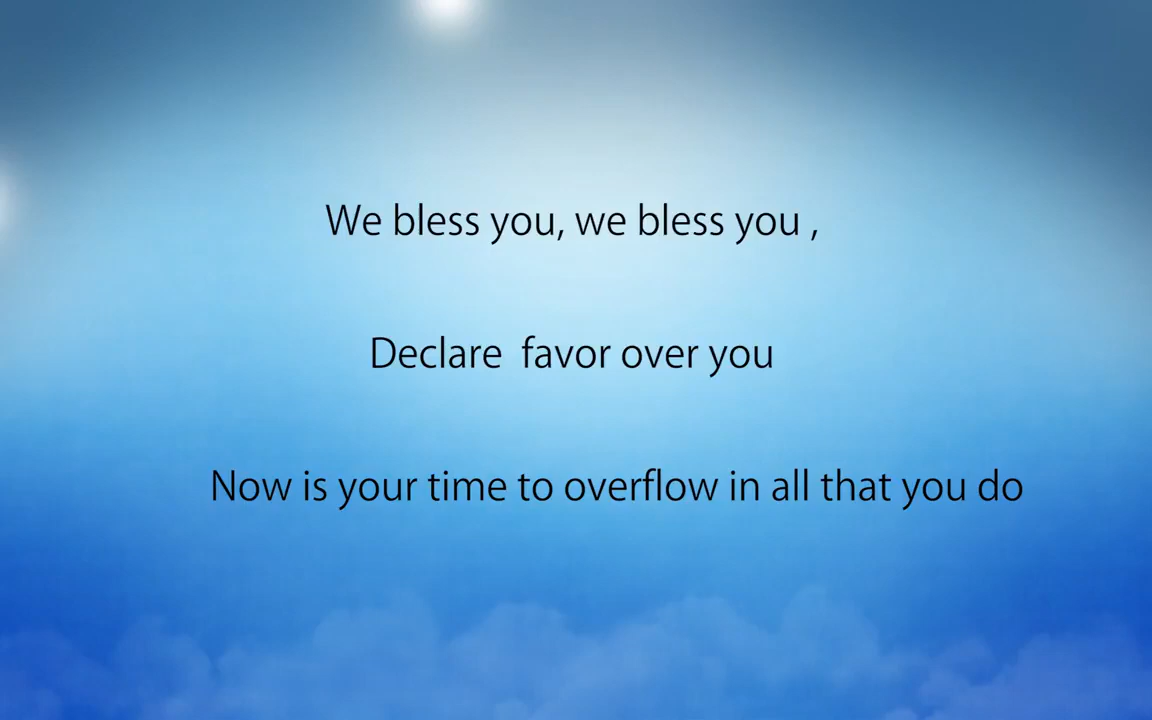 We bless you, we bless you ,
Declare  favor over you
Now is your time to overflow in all that you do